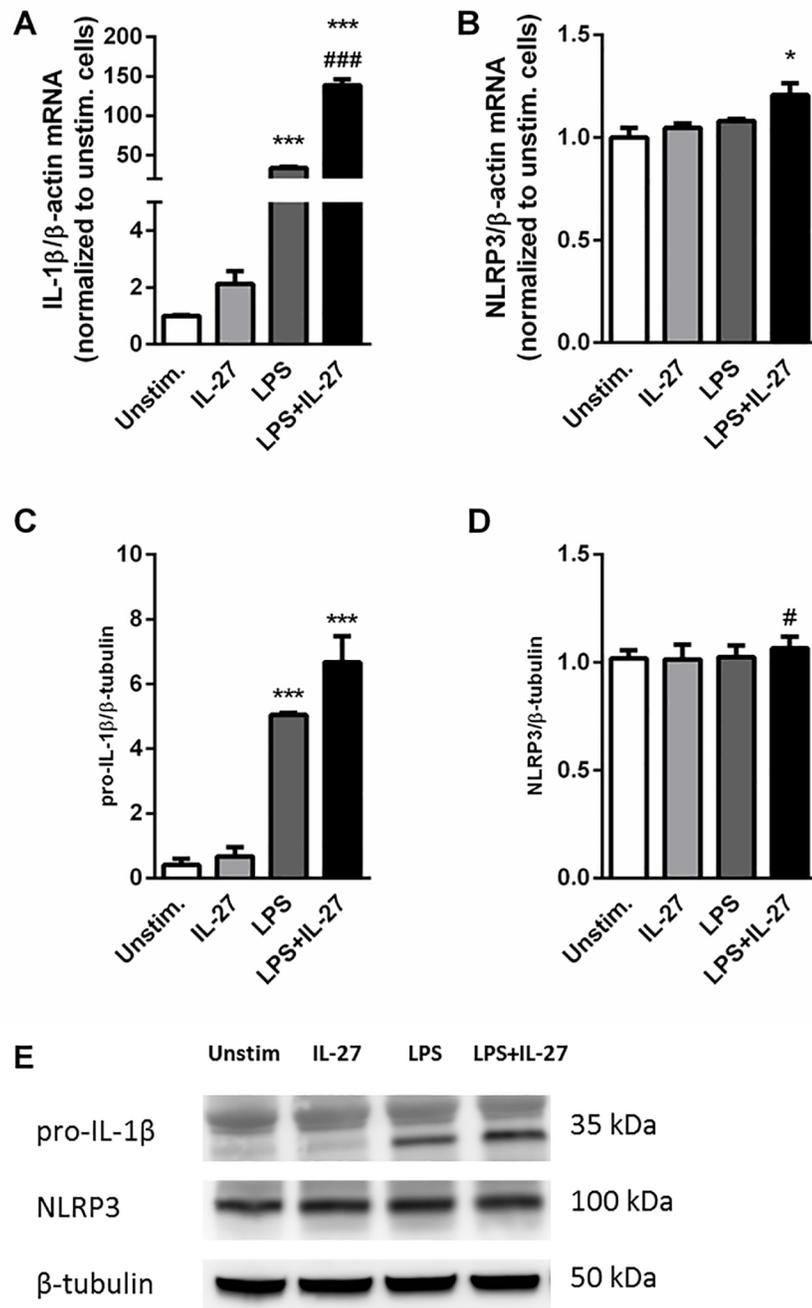 A
IL-1β/β-actin mRNA
(normalized to unstim. cells)
200
150
100
50
4
2
0
***
***
###
Unstim.
IL-27
LPS
LPS+IL-27
B
NLRP3/β-actin mRNA
(normalized to unstim. cells)
1.5
1.0
0.5
0.0
*
Unstim.
IL-27
LPS
LPS+IL-27
C
pro-IL-1β/β-tubulin
10
8
6
4
2
0
***
***
Unstim.
IL-27
LPS
LPS+IL-27
D
NLRP3/β-tubulin
1.5
1.0
0.5
0.0
#
Unstim.
IL-27
LPS
LPS+IL-27
E
Unstim IL-27 LPS LPS+IL-27
pro-IL-1β 35 kDa
NLRP3 100 kDa
β-tubulin 50 kDa